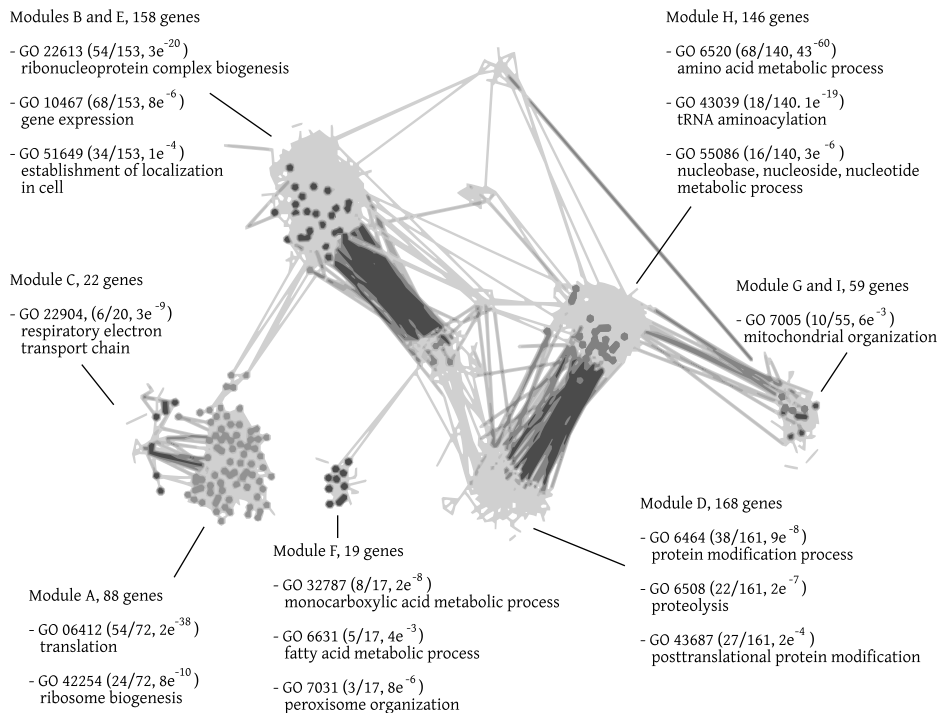 Modules B and E, 158 genes
- GO 22613 (54/153, 3e⁻²⁰)
ribonucleoprotein complex biogenesis
- GO 10467 (68/153, 8e⁻⁶)
gene expression
- GO 51649 (34/153, 1e⁻⁴)
establishment of localization
in cell
Module H, 146 genes
- GO 6520 (68/140, 43⁻⁶⁰)
amino acid metabolic process
- GO 43039 (18/140. 1e⁻¹⁹)
tRNA aminoacylation
- GO 55086 (16/140, 3e⁻⁶)
nucleobase, nucleoside, nucleotide
metabolic process
Module C, 22 genes
- GO 22904, (6/20, 3e⁻⁹)
respiratory electron
transport chain
Module G and I, 59 genes
- GO 7005 (10/55, 6e⁻³)
mitochondrial organization
Module D, 168 genes
- GO 6464 (38/161, 9e⁻⁸)
protein modification process
- GO 6508 (22/161, 2e⁻⁷)
proteolysis
- GO 43687 (27/161, 2e⁻⁴)
posttranslational protein modification
Module F, 19 genes
- GO 32787 (8/17, 2e⁻⁸)
monocarboxylic acid metabolic process
- GO 6631 (5/17, 4e⁻³)
fatty acid metabolic process
- GO 7031 (3/17, 8e⁻⁶)
peroxisome organization
Module A, 88 genes
- GO 06412 (54/72, 2e⁻³⁸)
translation
- GO 42254 (24/72, 8e⁻¹⁰)
ribosome biogenesis